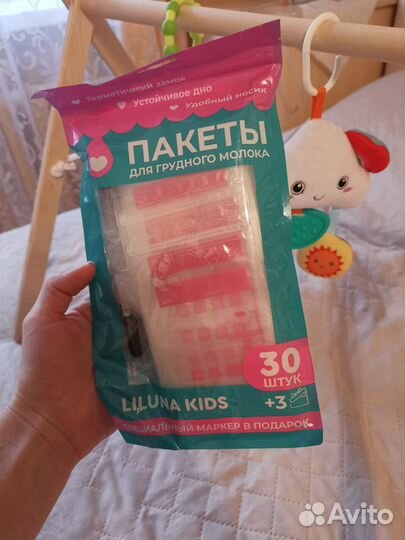 Герметичный замок
Устойчивое дно
Удобный носик
ПАКЕТЫ
ДЛЯ ГРУДНОГО МОЛОКА
30
ШТУК
+3
LILUNA KIDS
СПЕЦИАЛЬНЫЙ МАРКЕР В ПОДАРОК
Avito